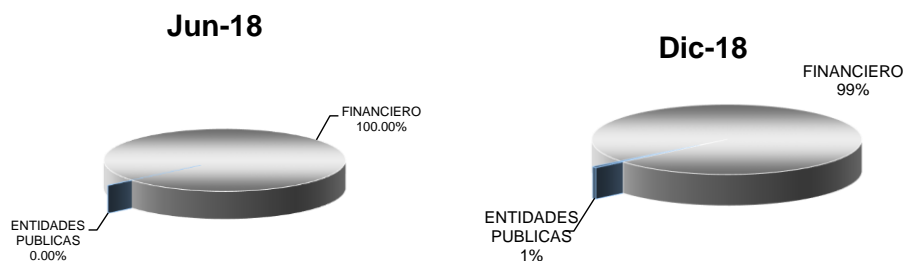 Jun-18
FINANCIERO
100.00%
ENTIDADES
PUBLICAS
0.00%
Dic-18
FINANCIERO
99%
ENTIDADES
PUBLICAS
1%